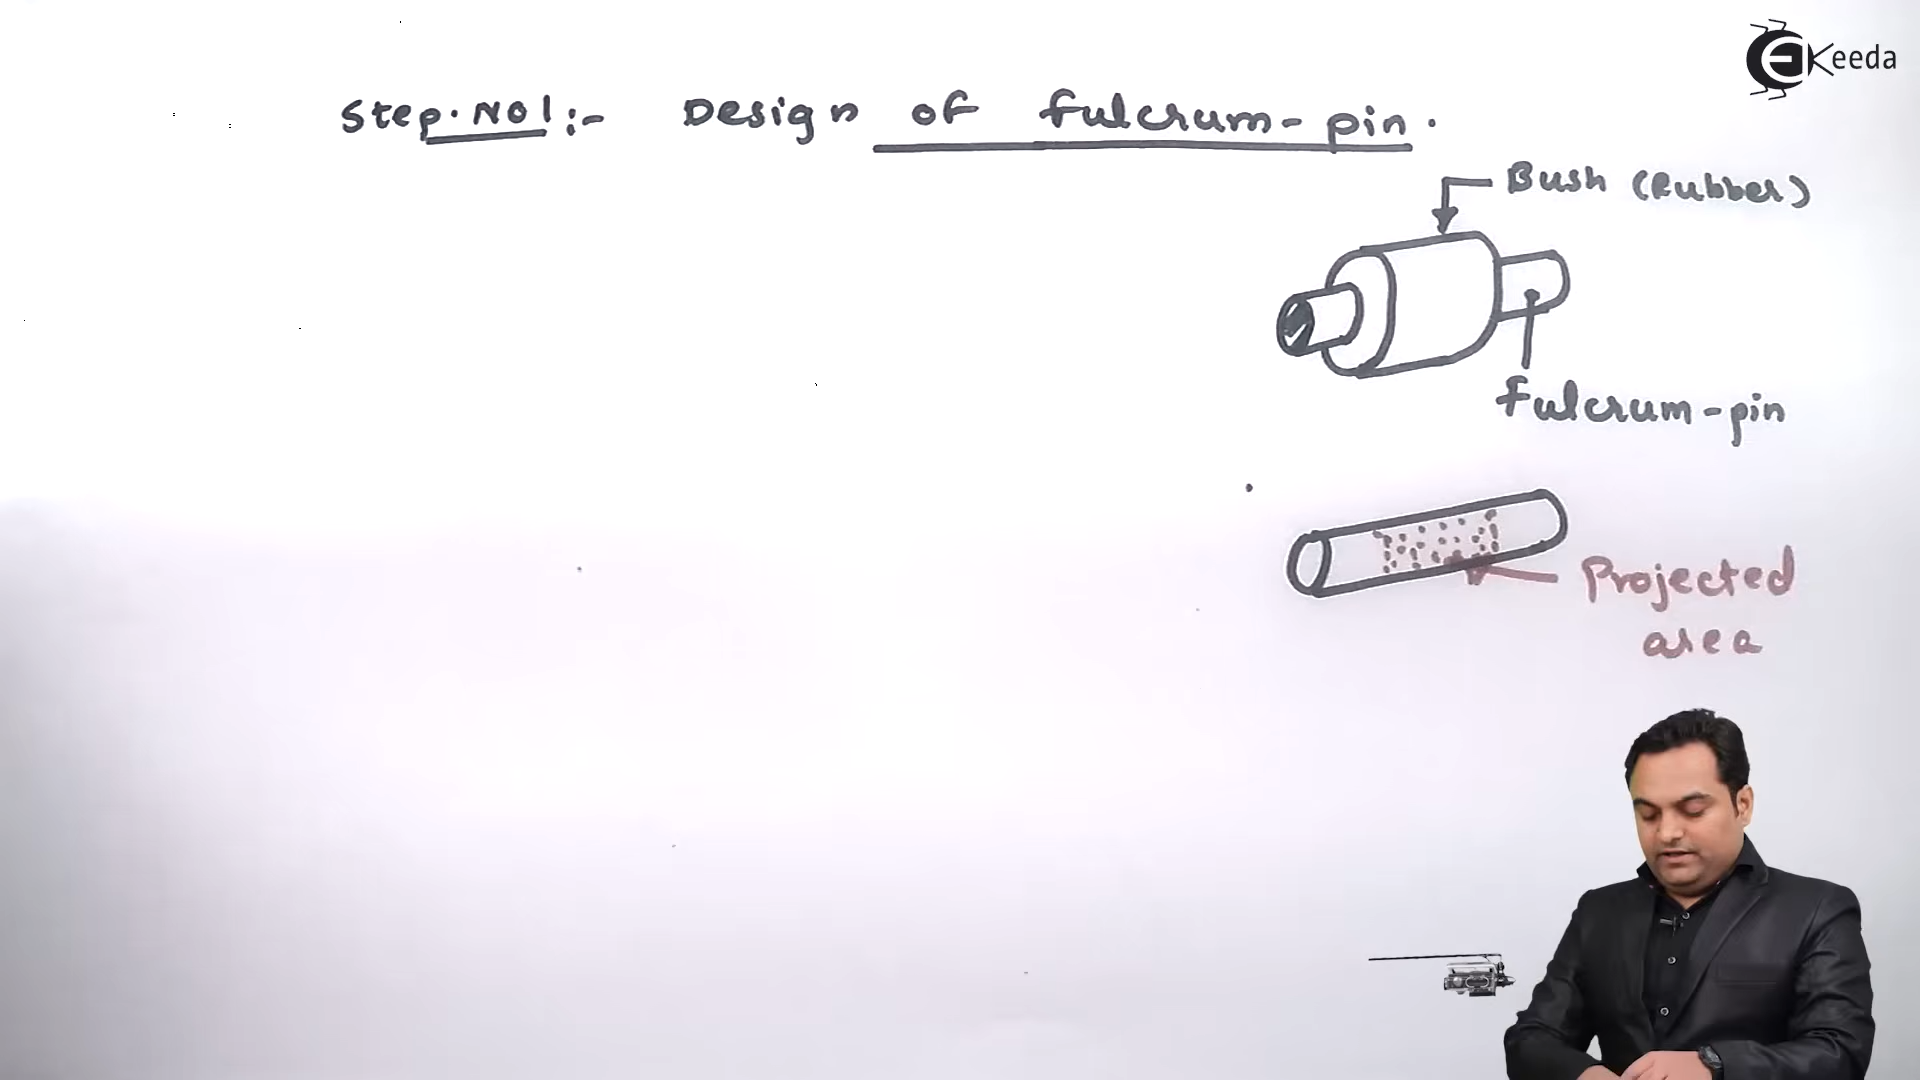 EKeeda
Step.No1:- Design of fulcrum-pin.
Bush (Rubber)
fulcrum-pin
Projected
area